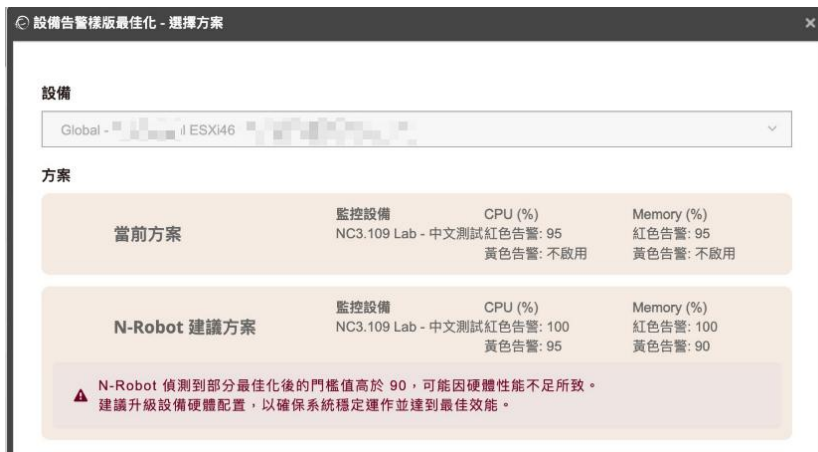 設備告警樣版最佳化 - 選擇方案
設備
Global - ESXi46
方案
當前方案
監控設備 CPU (%) Memory (%)
NC3.109 Lab - 中文測試 紅色告警: 95 紅色告警: 95
黃色告警: 不啟用 黃色告警: 不啟用
N-Robot 建議方案
監控設備 CPU (%) Memory (%)
NC3.109 Lab - 中文測試 紅色告警: 100 紅色告警: 100
黃色告警: 95 黃色告警: 90
N-Robot 偵測到部分最佳化後的門檻值高於 90，可能因硬體性能不足所致。
建議升級設備硬體配置，以確保系統穩定運作並達到最佳效能。